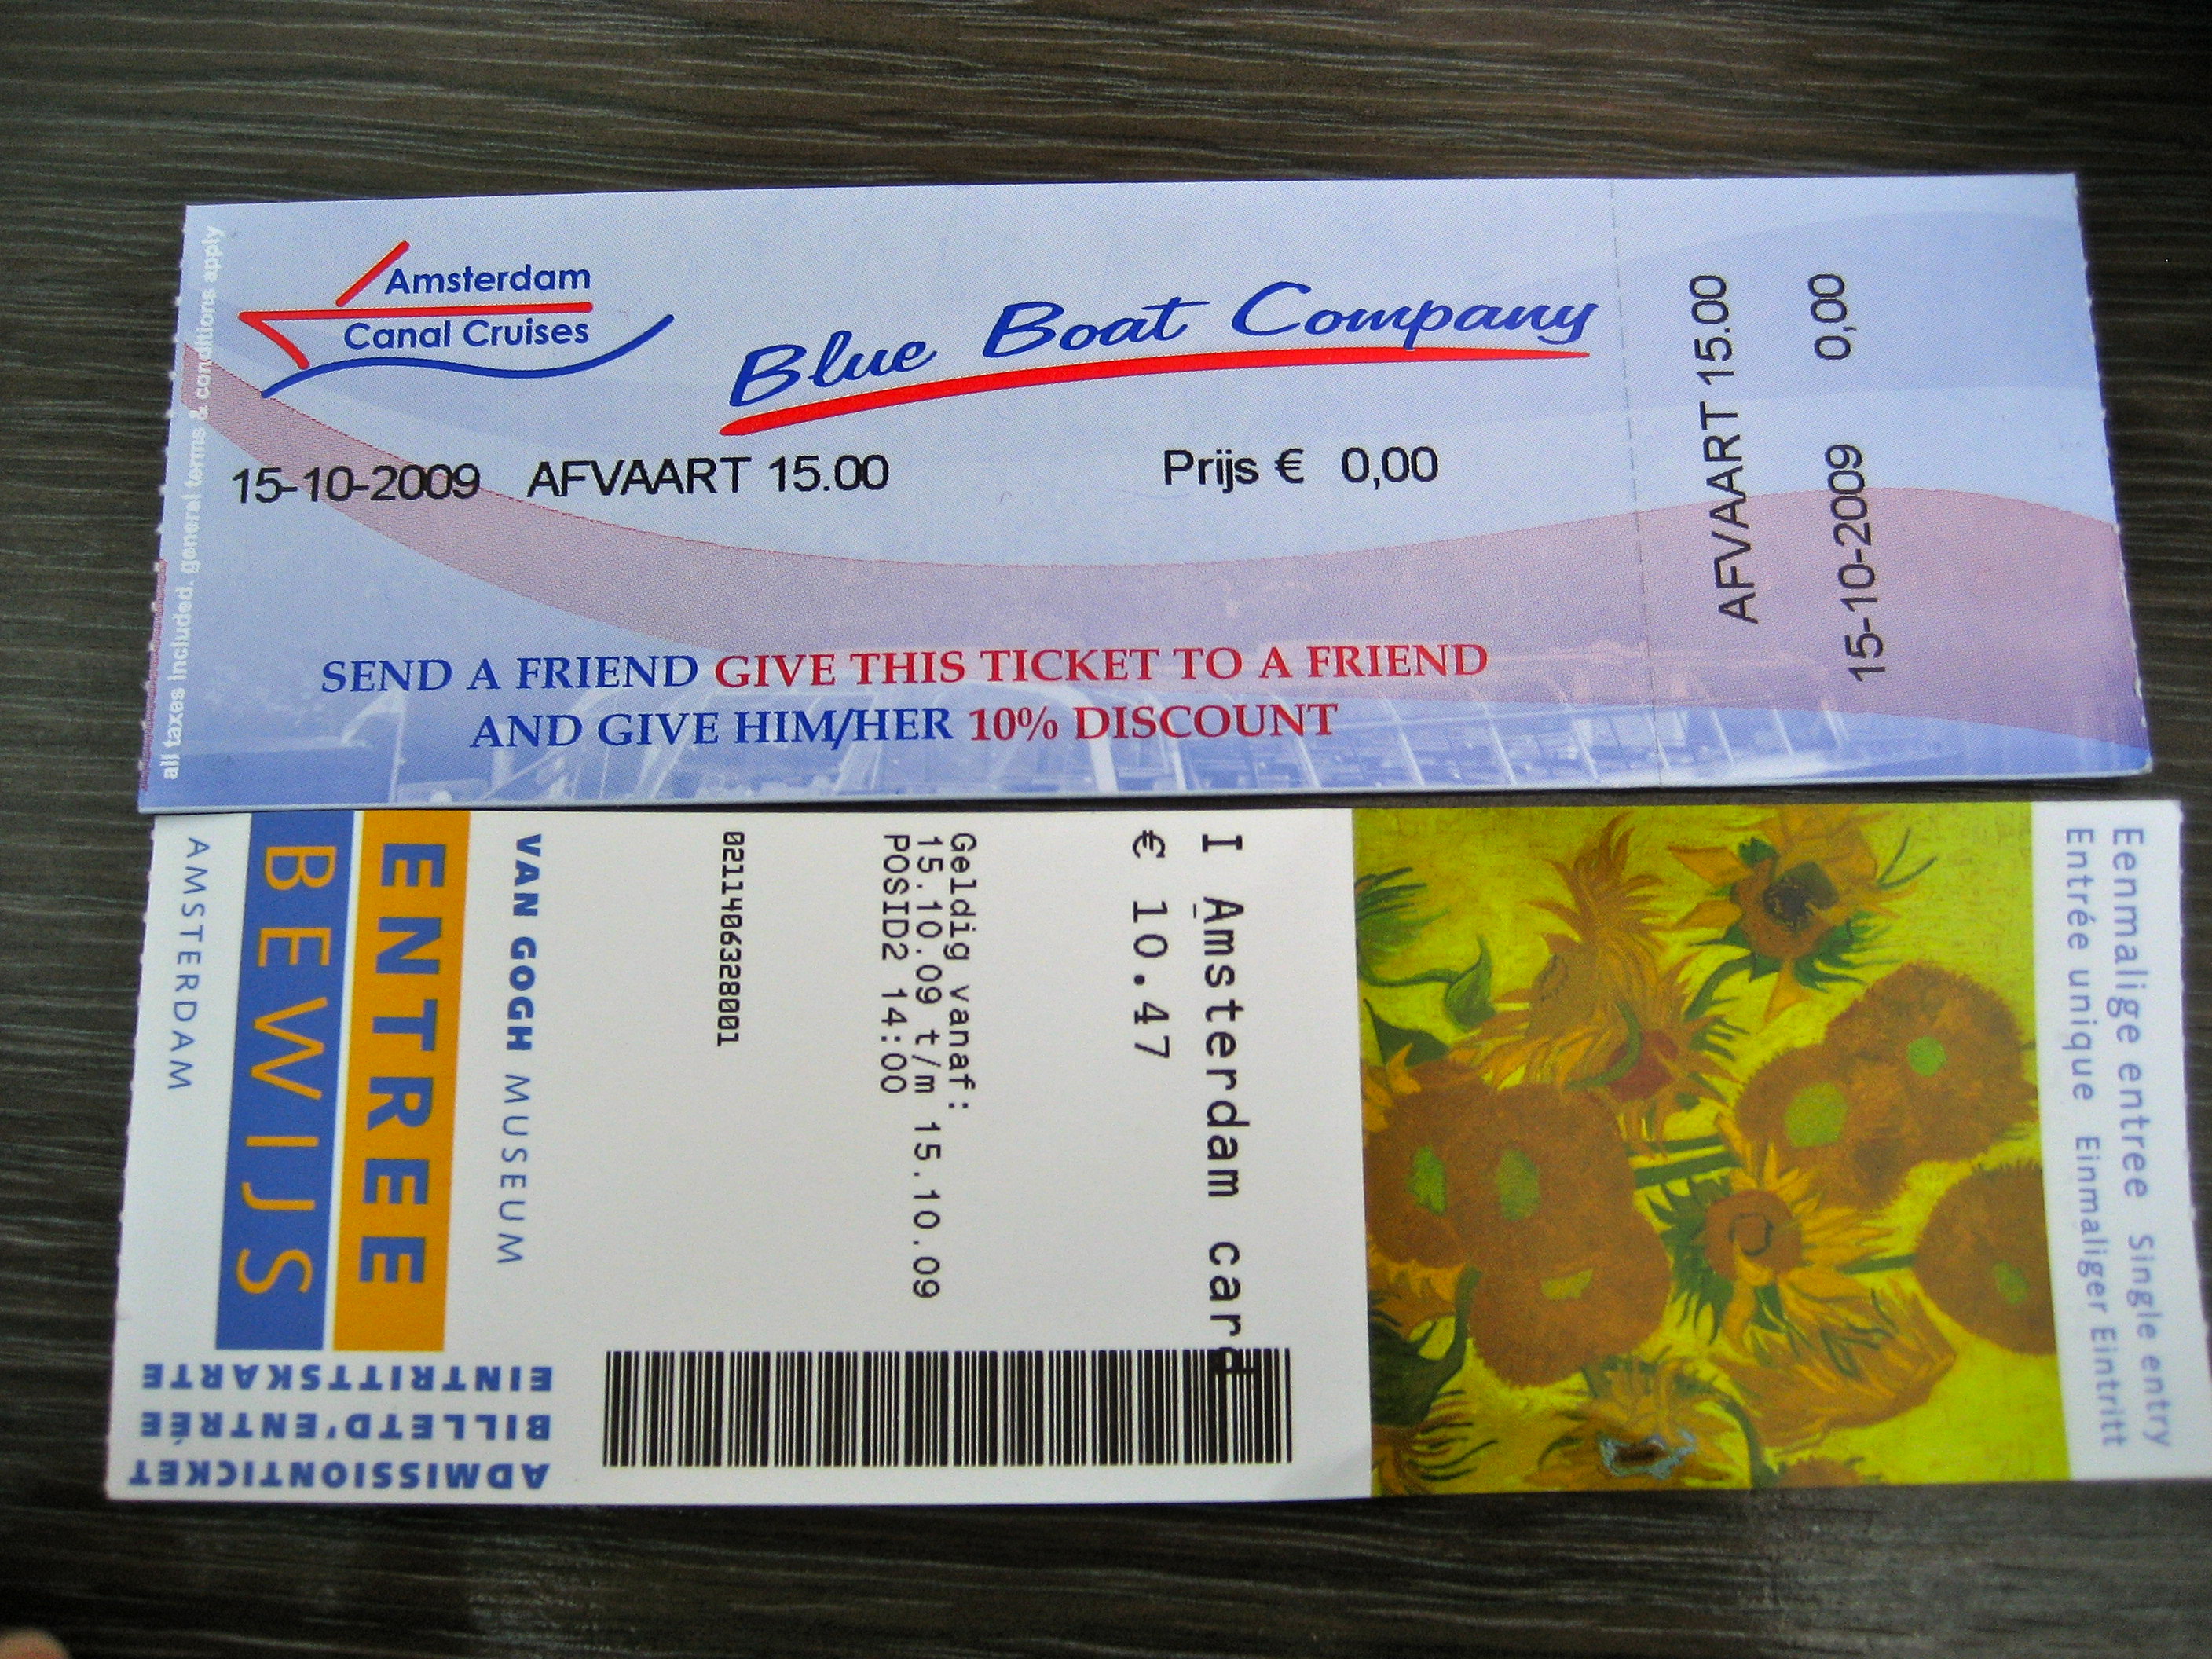 all taxes included. general terms & conditions apply
Amsterdam
Canal Cruises
Blue Boat Company
15-10-2009 AFVAART 15.00 Prijs € 0,00
SEND A FRIEND GIVE THIS TICKET TO A FRIEND
AND GIVE HIM/HER 10% DISCOUNT
AFVAART 15.00
15-10-2009 0,00
Eenmalige entree Single entry
Entrée unique Einmaliger Eintritt
I Amsterdam card
€ 10.47
Geldig vanaf:
15.10.09 t/m 15.10.09
POSID2 14:00
0211406328001
VAN GOGH MUSEUM
ENTREE
BEWIJS
AMSTERDAM
EINTRITTSKARTE
BILLETD'ENTRÉE
ADMISSIONTICKET